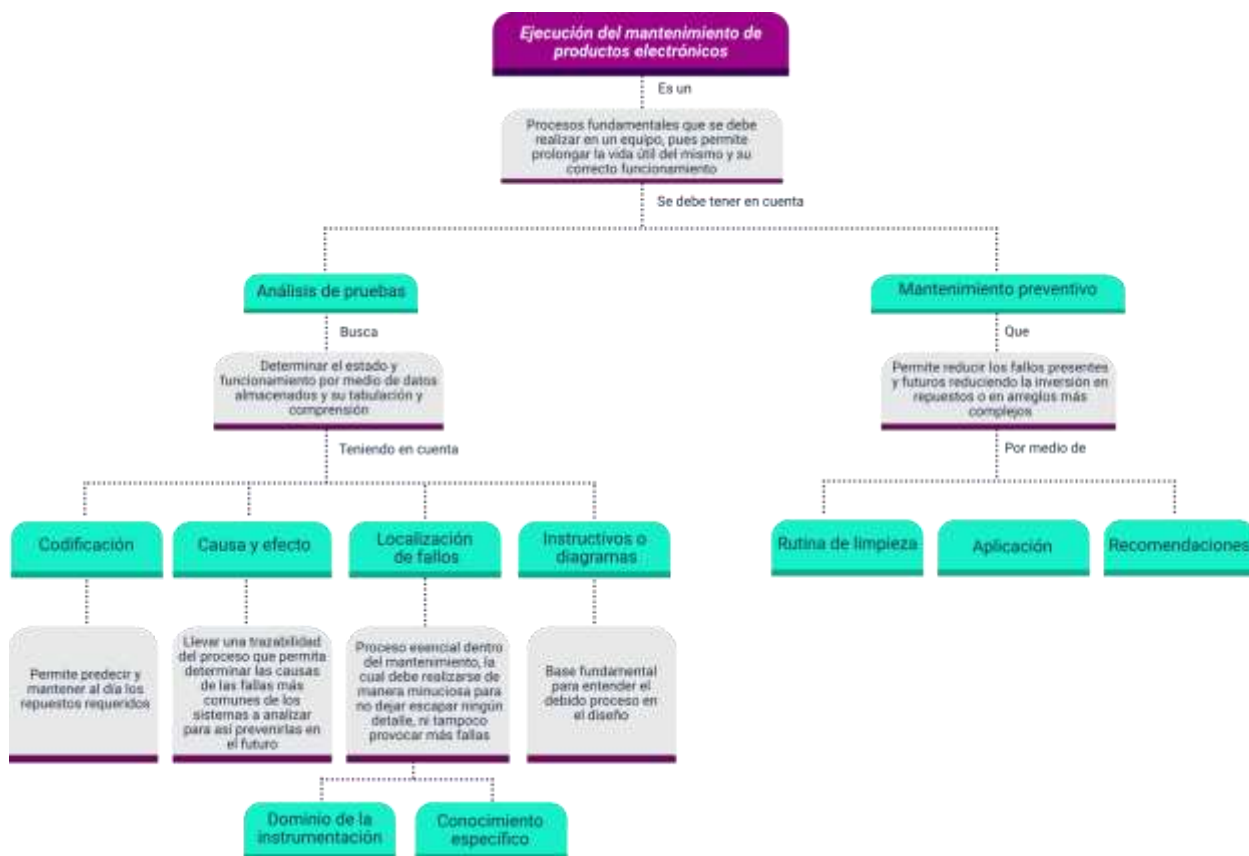 Ejecución del mantenimiento de
productos electrónicos
Es un
Procesos fundamentales que se debe
realizar en un equipo, pues permite
prolongar la vida útil del mismo y su
correcto funcionamiento
Se debe tener en cuenta
Análisis de pruebas
Busca
Determinar el estado y
funcionamiento por medio de datos
almacenados y su tabulación y
comprensión
Teniendo en cuenta
Codificación
Permite predecir y
mantener al día los
repuestos requeridos
Causa y efecto
Llevar una trazabilidad
del proceso que permita
determinar las causas
de las fallas más
comunes de los
sistemas a analizar
para así prevenirlas en
el futuro
Localización
de fallos
Proceso esencial dentro
del mantenimiento, la
cual debe realizarse de
manera minuciosa para
no dejar escapar ningún
detalle, ni tampoco
provocar más fallas
Dominio de la
instrumentación
Conocimiento
específico
Instructivos o
diagramas
Base fundamental
para entender el
debido proceso en
el diseño
Mantenimiento preventivo
Que
Permite reducir los fallos presentes
y futuros reduciendo la inversión en
repuestos o en arreglos más
complejos
Por medio de
Rutina de limpieza
Aplicación
Recomendaciones